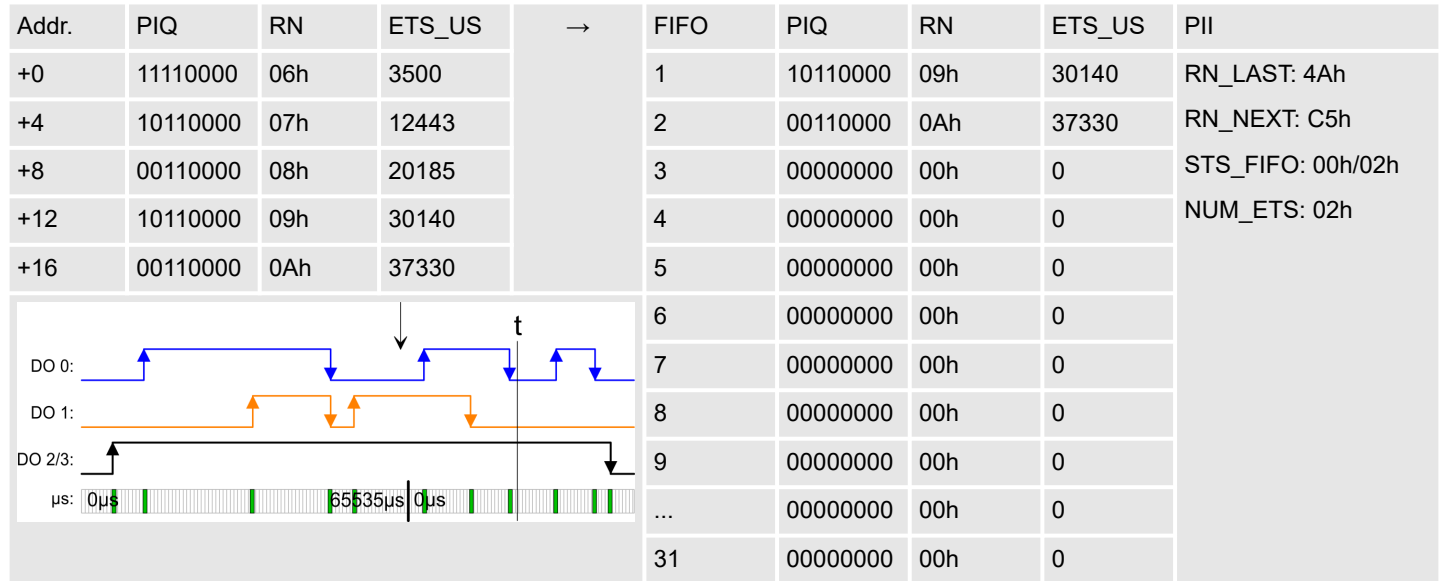 Addr. PIQ RN ETS_US → FIFO PIQ RN ETS_US PII
+0 11110000 06h 3500 1 10110000 09h 30140 RN_LAST: 4Ah
+4 10110000 07h 12443 2 00110000 0Ah 37330 RN_NEXT: C5h
+8 00110000 08h 20185 3 00000000 00h 0 STS_FIFO: 00h/02h
+12 10110000 09h 30140 4 00000000 00h 0 NUM_ETS: 02h
+16 00110000 0Ah 37330 5 00000000 00h 0
6 00000000 00h 0
t
DO 0: 7 00000000 00h 0
DO 1: 8 00000000 00h 0
DO 2/3: 9 00000000 00h 0
µs: 0µs 65535µs 0µs
... 00000000 00h 0
31 00000000 00h 0